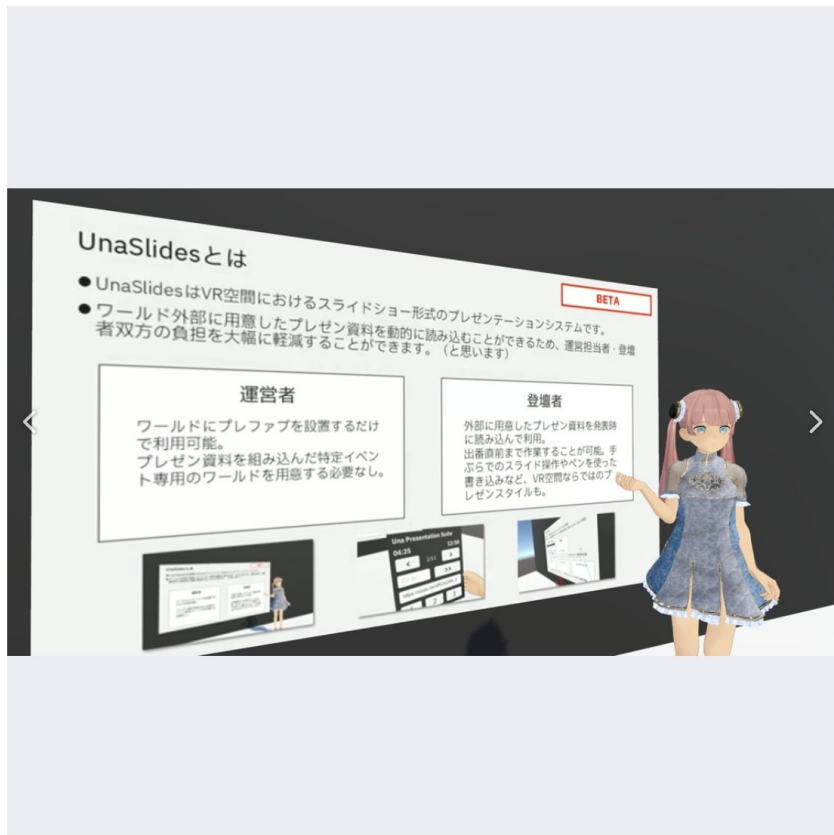 UnaSlidesとは
BETA
●UnaSlidesはVR空間におけるスライドショー形式のプレゼンテーションシステムです。
●ワールド外部に用意したプレゼン資料を動的に読み込むことができるため、運営担当者・登壇
者双方の負担を大幅に軽減することができます。（と思います）
運営者
ワールドにプレファブを設置するだけ
で利用可能。
プレゼン資料を組み込んだ特定イベン
ト専用のワールドを用意する必要なし。
登壇者
外部に用意したプレゼン資料を発表時
に読み込んで利用。
出番直前まで作業することが可能。手
ぶらでのスライド操作やペンを使った
書き込みなど、VR空間ならではのプ
レゼンスタイルも。
Una Presentation Suite
04:25